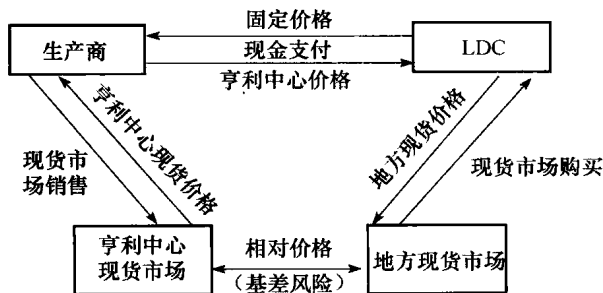 固定价格
生产商
现金支付
LDC
亨利中心价格
亨利中心现货价格
地方现货价格
现货市
场销售
现货市场购买
亨利中心
现货市场
相对价格
（基差风险）
地方现货市场